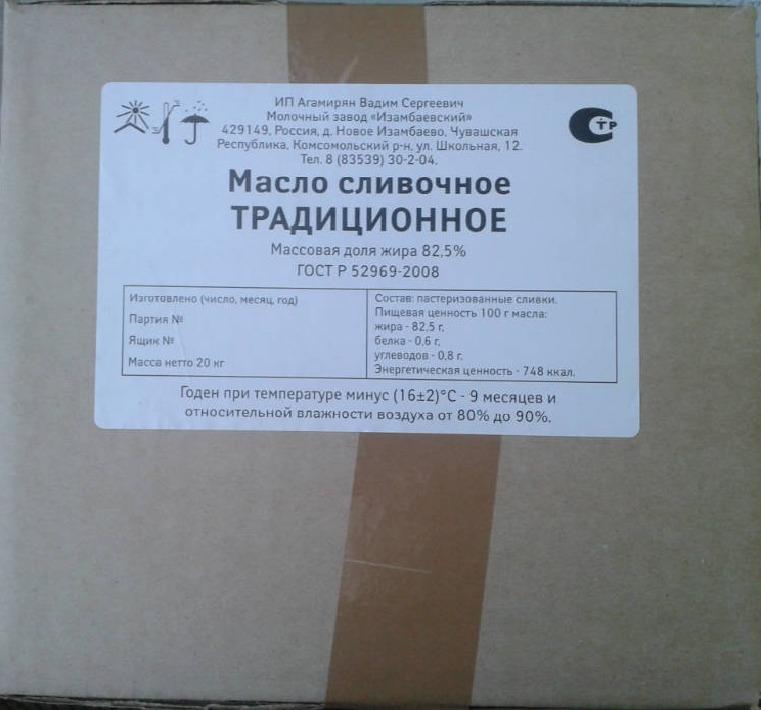 ИП Агамирян Вадим Сергеевич
Молочный завод «Изамбаевский»
429149, Россия, д. Новое Изамбаево, Чувашская
Республика, Комсомольский р-н, ул. Школьная, 12.
Тел. 8 (83539) 30-2-04.
Масло сливочное
ТРАДИЦИОННОЕ
Массовая доля жира 82,5%
ГОСТ Р 52969-2008
Изготовлено (число, месяц, год)
Партия №
Ящик №
Масса нетто 20 кг
Состав: пастеризованные сливки.
Пищевая ценность 100 г масла:
жира - 82,5 г,
белка - 0,6 г,
углеводов - 0,8 г.
Энергетическая ценность - 748 ккал.
Годен при температуре минус (16±2)°С - 9 месяцев и
относительной влажности воздуха от 80% до 90%.
СТР